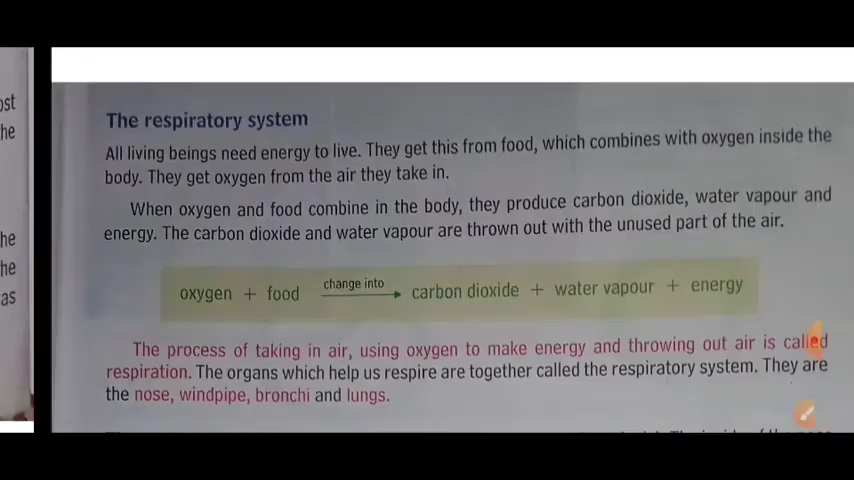 ost
he
he
he
as
The respiratory system
All living beings need energy to live. They get this from food, which combines with oxygen inside the
body. They get oxygen from the air they take in.
When oxygen and food combine in the body, they produce carbon dioxide, water vapour and
energy. The carbon dioxide and water vapour are thrown out with the unused part of the air.
oxygen + food change into carbon dioxide + water vapour + energy
The process of taking in air, using oxygen to make energy and throwing out air is called
respiration. The organs which help us respire are together called the respiratory system. They are
the nose, windpipe, bronchi and lungs.